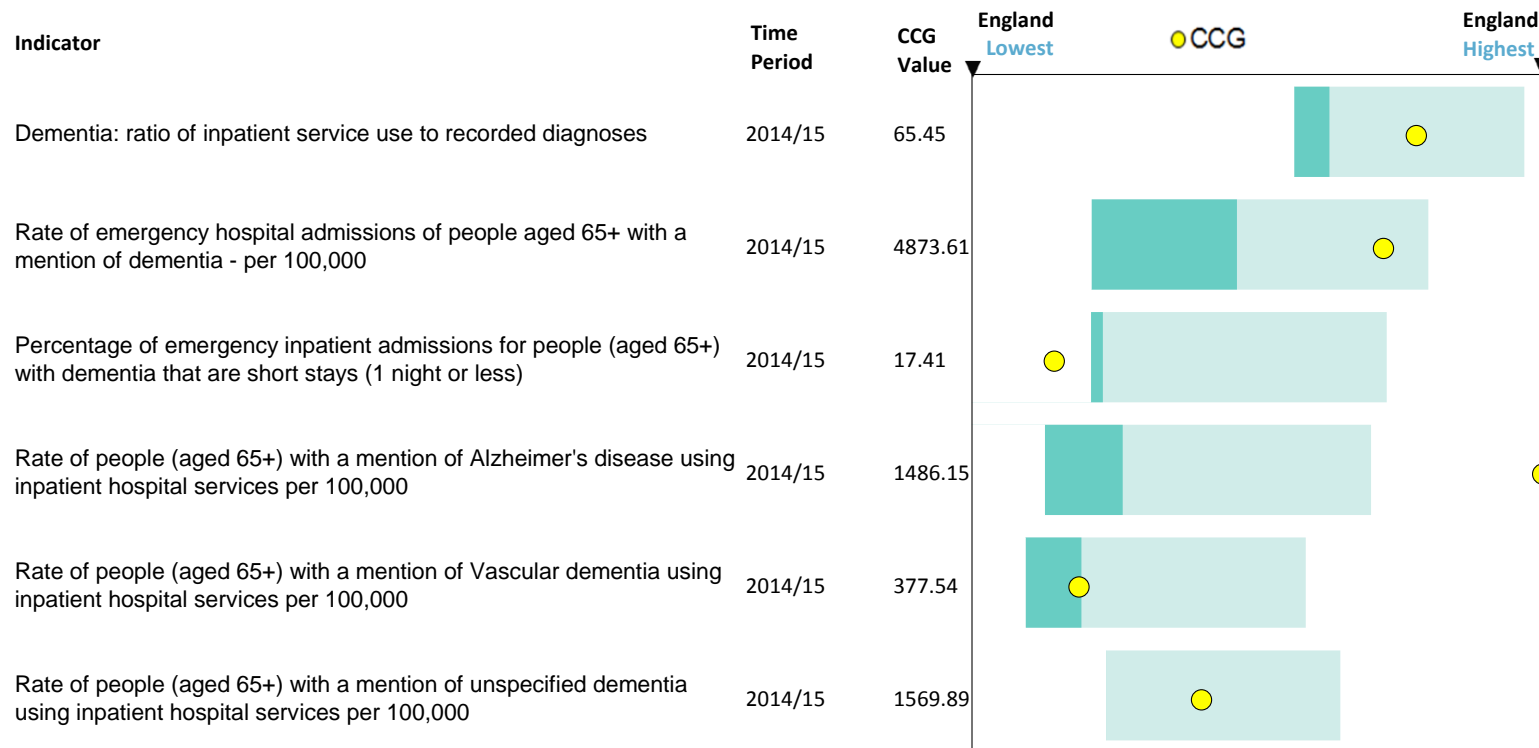 Indicator
Time
Period
CCG
Value
England
Lowest
CCG
England
Highest
Dementia: ratio of inpatient service use to recorded diagnoses
2014/15
65.45
Rate of emergency hospital admissions of people aged 65+ with a
mention of dementia - per 100,000
2014/15
4873.61
Percentage of emergency inpatient admissions for people (aged 65+)
with dementia that are short stays (1 night or less)
2014/15
17.41
Rate of people (aged 65+) with a mention of Alzheimer's disease using
inpatient hospital services per 100,000
2014/15
1486.15
Rate of people (aged 65+) with a mention of Vascular dementia using
inpatient hospital services per 100,000
2014/15
377.54
Rate of people (aged 65+) with a mention of unspecified dementia
using inpatient hospital services per 100,000
2014/15
1569.89